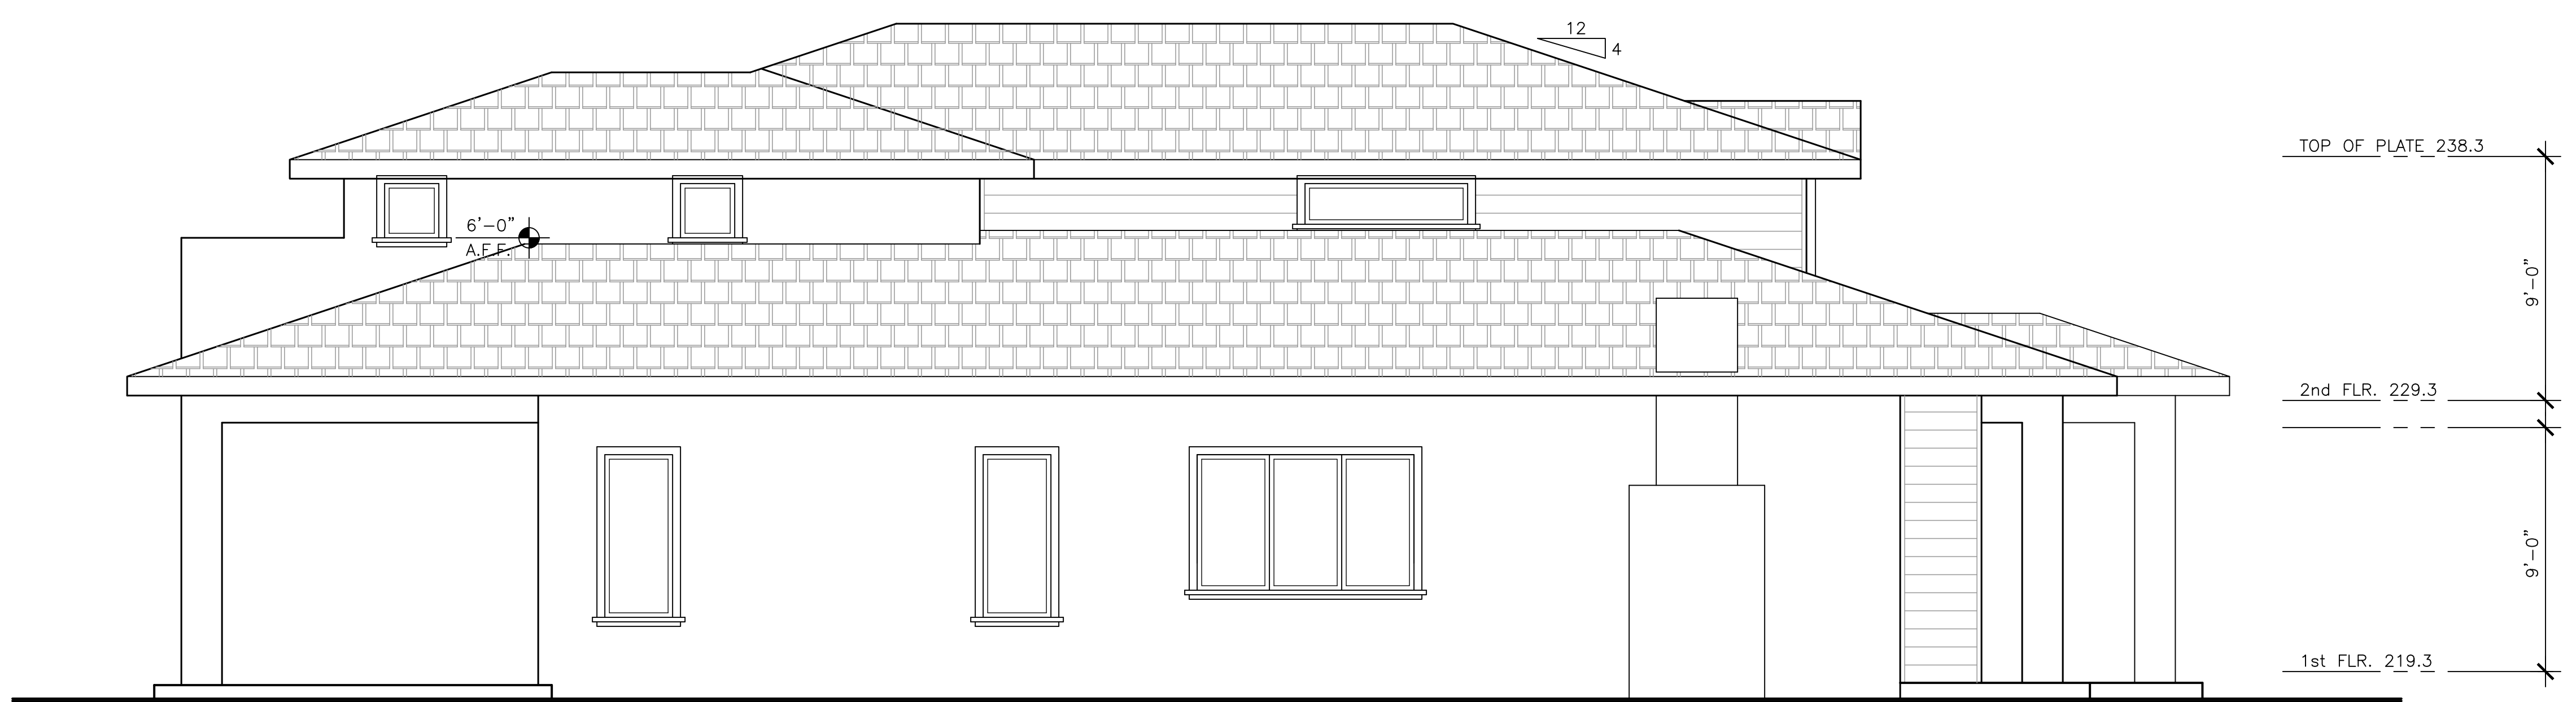 12
4
TOP OF PLATE 238.3
6'-0"
A.F.F.
9'-0"
2nd FLR. 229.3
9'-0"
1st FLR. 219.3